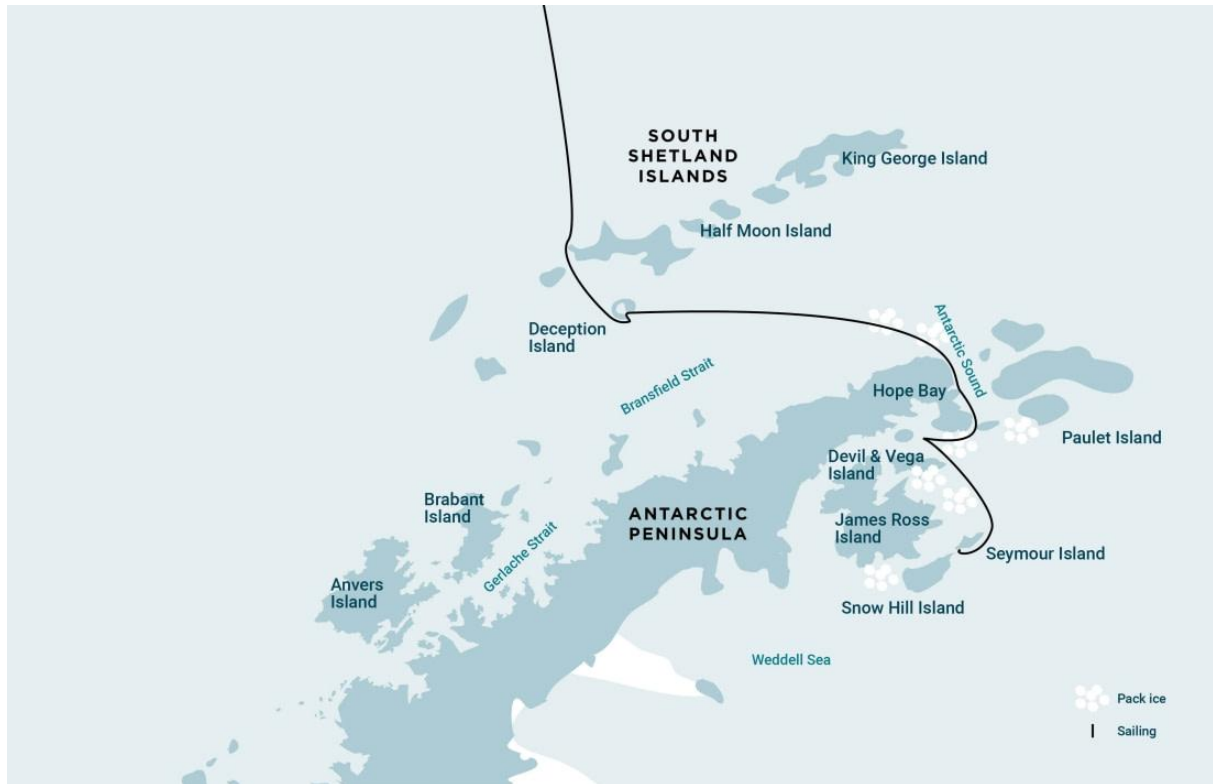 SOUTH
SHETLAND
ISLANDS
King George Island
Half Moon Island
Deception
Island
Antarctic Sound
Bransfield Strait
Hope Bay
Paulet Island
Devil & Vega
Island
Brabant
Island
ANTARCTIC
PENINSULA
James Ross
Island
Gerlache Strait
Seymour Island
Anvers
Island
Snow Hill Island
Weddell Sea
Pack ice
Sailing